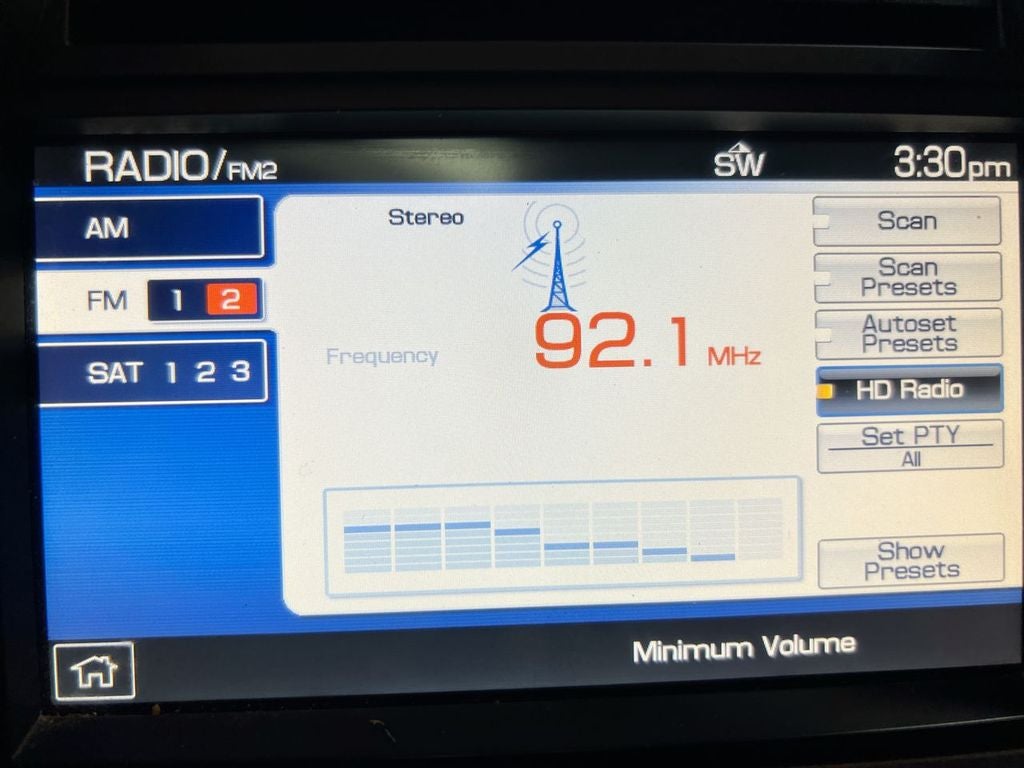 RADIO/FM2 SW 3:30pm
AM
FM 1 2
SAT 1 2 3
Stereo
Frequency 92.1 MHz
Scan
Scan
Presets
Autoset
Presets
HD Radio
Set PTY
All
Show
Presets
Minimum Volume